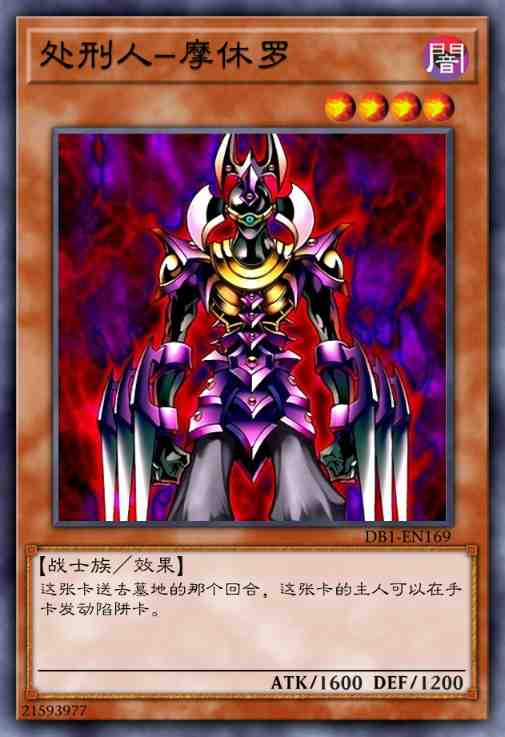 处刑人-摩休罗
闇
DB1-EN169
【战士族／效果】
这张卡送去墓地的那个回合，这张卡的主人可以在手
卡发动陷阱卡。
ATK/1600 DEF/1200
21593977